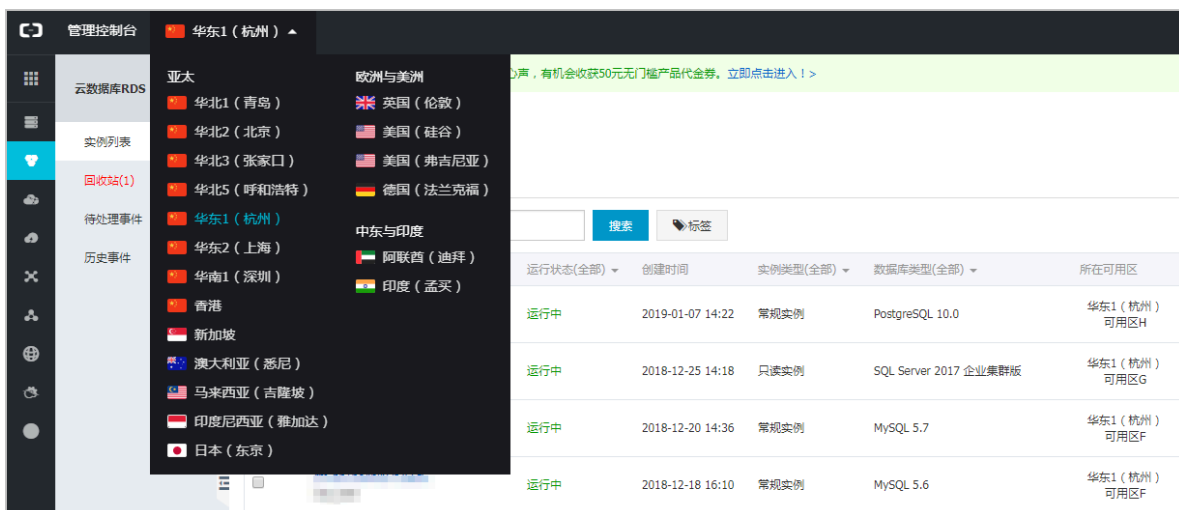 管理控制台
华东1 ( 杭州 )
亚太
华北1 ( 青岛 )
华北2 ( 北京 )
华北3 ( 张家口 )
华北5 ( 呼和浩特 )
华东1 ( 杭州 )
华东2 ( 上海 )
华南1 ( 深圳 )
香港
新加坡
澳大利亚 ( 悉尼 )
马来西亚 ( 吉隆坡 )
印度尼西亚 ( 雅加达 )
日本 ( 东京 )
欧洲与美洲
英国 ( 伦敦 )
美国 ( 硅谷 )
美国 ( 弗吉尼亚 )
德国 ( 法兰克福 )
中东与印度
阿联酋 ( 迪拜 )
印度 ( 孟买 )
云数据库RDS
实例列表
回收站(1)
待处理事件
历史事件
心声，有机会收获50元无门槛产品代金券。立即点击进入！>
搜索
标签
运行状态(全部) 创建时间 实例类型(全部) 数据库类型(全部) 所在可用区
运行中 2019-01-07 14:22 常规实例 PostgreSQL 10.0 华东1 ( 杭州 )
可用区H
运行中 2018-12-25 14:18 只读实例 SQL Server 2017 企业集群版 华东1 ( 杭州 )
可用区G
运行中 2018-12-20 14:36 常规实例 MySQL 5.7 华东1 ( 杭州 )
可用区F
运行中 2018-12-18 16:10 常规实例 MySQL 5.6 华东1 ( 杭州 )
可用区F